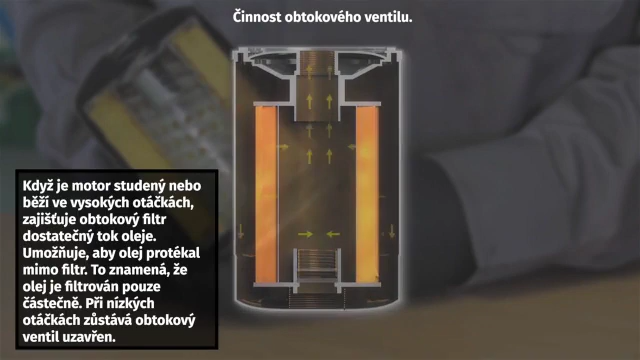 Činnost obtokového ventilu.
Když je motor studený nebo
běží ve vysokých otáčkách,
zajišťuje obtokový filtr
dostatečný tok oleje.
Umožňuje, aby olej protékal
mimo filtr. To znamená, že
olej je filtrován pouze
částečně. Při nízkých
otáčkách zůstává obtokový
ventil uzavřen.